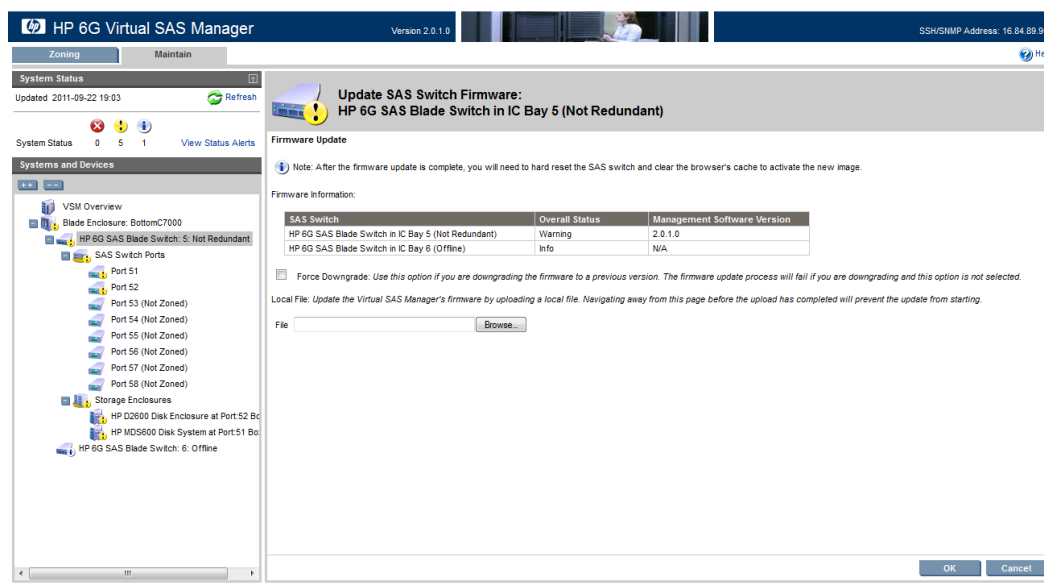 HP 6G Virtual SAS Manager
Version 2.0.1.0
SSH/SNMP Address: 16.84.89.9
Zoning
Maintain
He
System Status
Updated 2011-09-22 19:03
Refresh
System Status 0 5 1 View Status Alerts
Systems and Devices
VSM Overview
Blade Enclosure: BottomC7000
HP 6G SAS Blade Switch: 5: Not Redundant
SAS Switch Ports
Port 51
Port 52
Port 53 (Not Zoned)
Port 54 (Not Zoned)
Port 55 (Not Zoned)
Port 56 (Not Zoned)
Port 57 (Not Zoned)
Port 58 (Not Zoned)
Storage Enclosures
HP D2600 Disk Enclosure at Port:52 Bo
HP MDS600 Disk System at Port:51 Bo
HP 6G SAS Blade Switch: 6: Offline
Update SAS Switch Firmware:
HP 6G SAS Blade Switch in IC Bay 5 (Not Redundant)
Firmware Update
Note: After the firmware update is complete, you will need to hard reset the SAS switch and clear the browser's cache to activate the new image.
Firmware Information:
SAS Switch Overall Status Management Software Version
HP 6G SAS Blade Switch in IC Bay 5 (Not Redundant) Warning 2.0.1.0
HP 6G SAS Blade Switch in IC Bay 6 (Offline) Info N/A
Force Downgrade: Use this option if you are downgrading the firmware to a previous version. The firmware update process will fail if you are downgrading and this option is not selected.
Local File: Update the Virtual SAS Manager's firmware by uploading a local file. Navigating away from this page before the upload has completed will prevent the update from starting.
File Browse...
OK Cancel